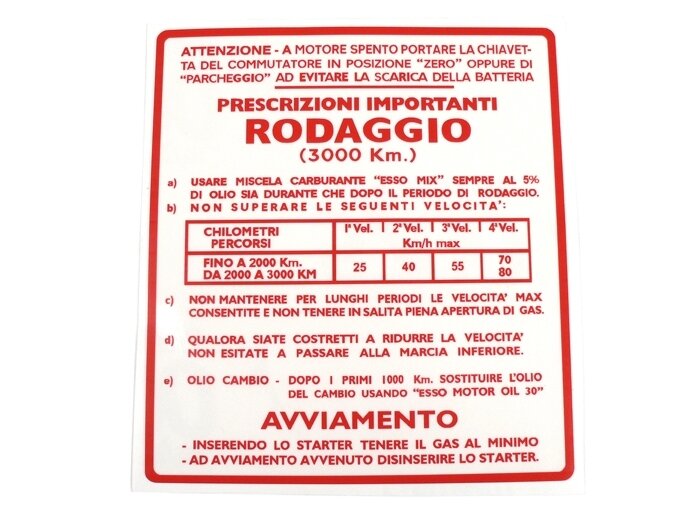 ATTENZIONE - A MOTORE SPENTO PORTARE LA CHIAVET-
TA DEL COMMUTATORE IN POSIZIONE "ZERO" OPPURE DI
"PARCHEGGIO" AD EVITARE LA SCARICA DELLA BATTERIA
PRESCRIZIONI IMPORTANTI
RODAGGIO
(3000 Km.)
a) USARE MISCELA CARBURANTE "ESSO MIX" SEMPRE AL 5%
DI OLIO SIA DURANTE CHE DOPO IL PERIODO DI RODAGGIO.
b) NON SUPERARE LE SEGUENTI VELOCITA':
CHILOMETRI PERCORSI 1ª Vel. 2ª Vel. 3ª Vel. 4ª Vel.
Km/h max
FINO A 2000 Km. 25 40 55 70
DA 2000 A 3000 KM 80
c) NON MANTENERE PER LUNGHI PERIODI LE VELOCITA' MAX
CONSENTITE E NON TENERE IN SALITA PIENA APERTURA DI GAS.
d) QUALORA SIATE COSTRETTI A RIDURRE LA VELOCITA'
NON ESITATE A PASSARE ALLA MARCIA INFERIORE.
e) OLIO CAMBIO - DOPO I PRIMI 1000 Km. SOSTITUIRE L'OLIO
DEL CAMBIO USANDO "ESSO MOTOR OIL 30"
AVVIAMENTO
- INSERENDO LO STARTER TENERE IL GAS AL MINIMO
- AD AVVIAMENTO AVVENUTO DISINSERIRE LO STARTER.